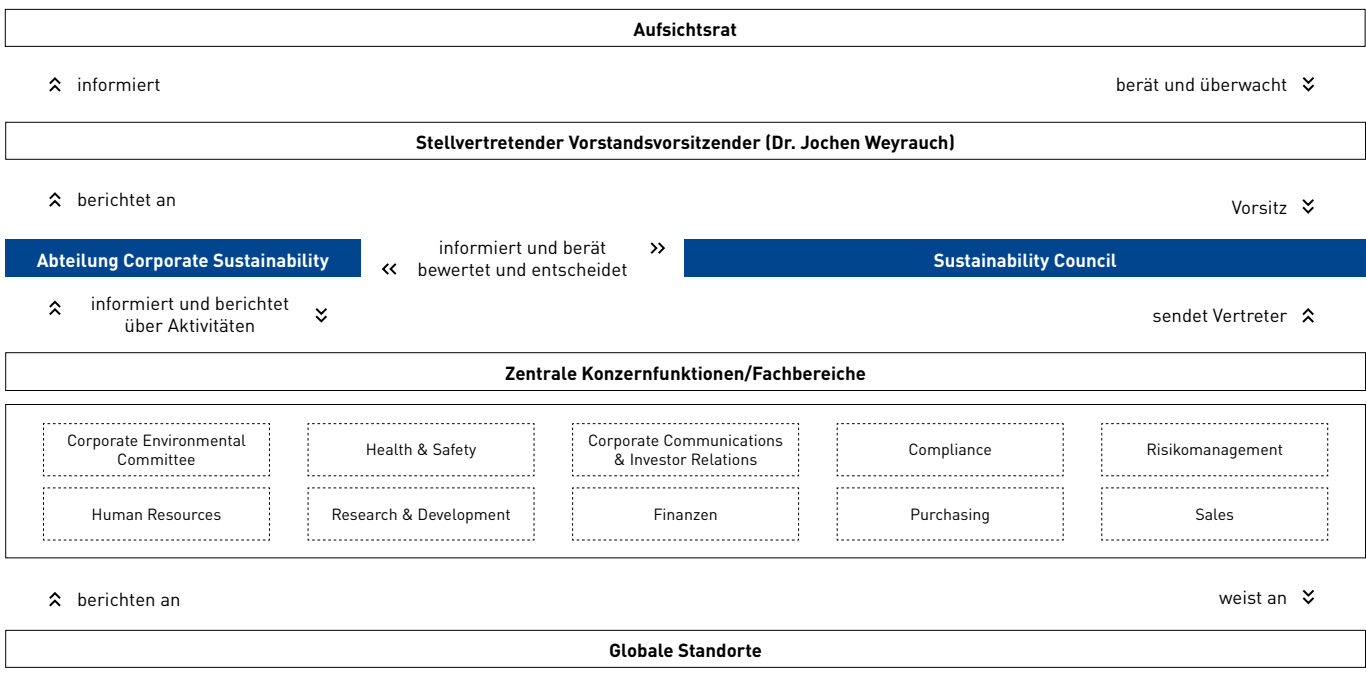 Aufsichtsrat
informiert
berät und überwacht
Stellvertretender Vorstandsvorsitzender (Dr. Jochen Weyrauch)
berichtet an
Vorsitz
Abteilung Corporate Sustainability
informiert und berät
bewertet und entscheidet
Sustainability Council
informiert und berichtet
über Aktivitäten
sendet Vertreter
Zentrale Konzernfunktionen/Fachbereiche
Corporate Environmental
Committee
Health & Safety
Corporate Communications
& Investor Relations
Compliance
Risikomanagement
Human Resources
Research & Development
Finanzen
Purchasing
Sales
berichten an
weist an
Globale Standorte